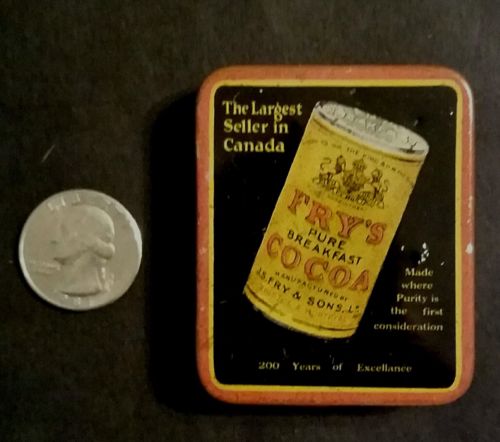 The Largest
Seller in
Canada
FRY'S
PURE
BREAKFAST
COCOA
MANUFACTURED BY
J.S. FRY & SONS, LD
Made
where
Purity is
the first
consideration
200 Years of Excellance